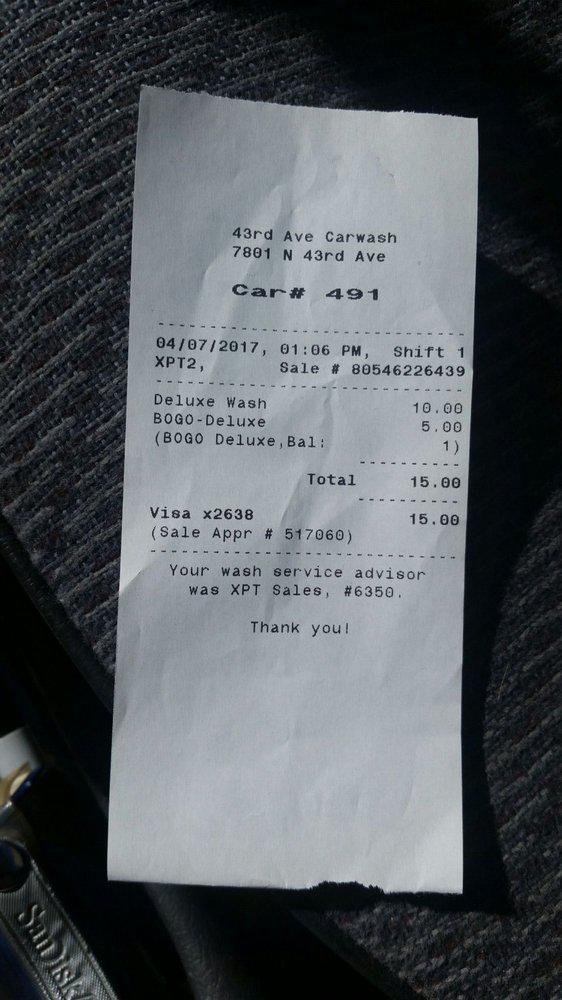 43rd Ave Carwash
7801 N 43rd Ave
Car# 491
04/07/2017, 01:06 PM, Shift 1
XPT2, Sale # 80546226439
Deluxe Wash 10.00
BOGO-Deluxe 5.00
(BOGO Deluxe,Bal: 1)
Total 15.00
Visa x2638 15.00
(Sale Appr # 517060)
Your wash service advisor
was XPT Sales, #6350.
Thank you!
SanDisk